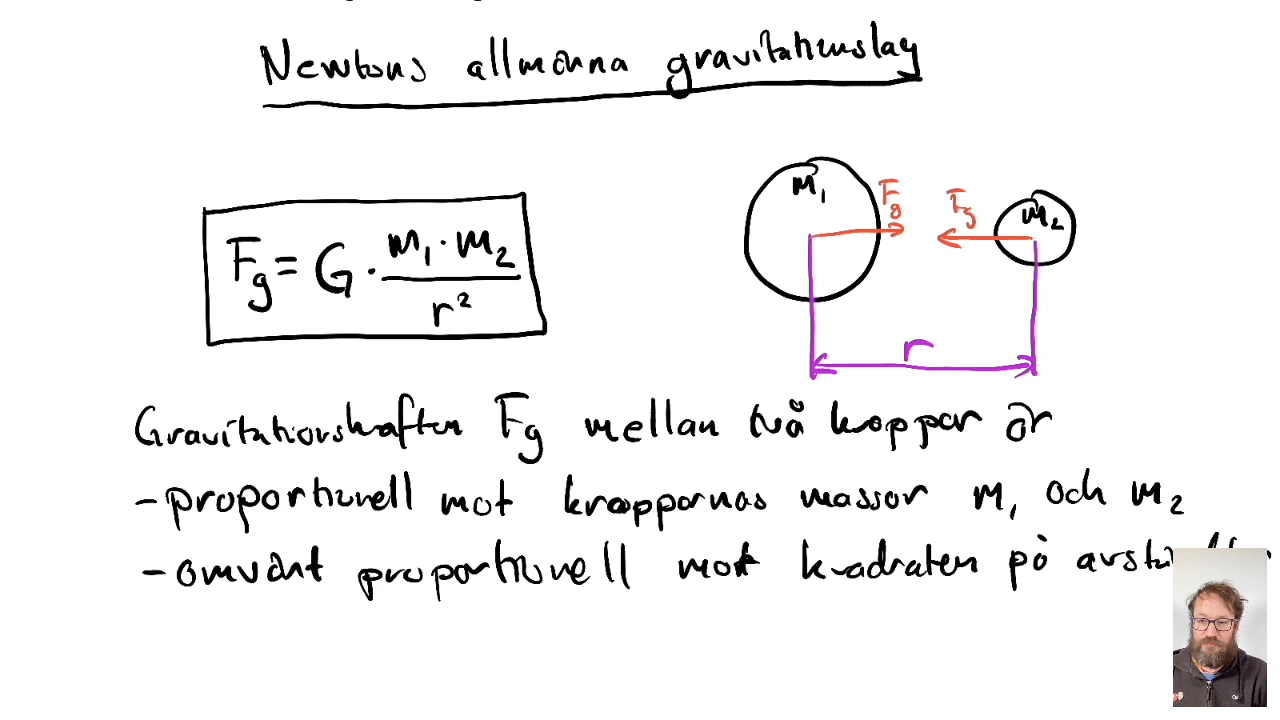 Newtons allmänna gravitationslag
m₁ Fg Fg m₂
Fg = G · m₁ · m₂ / r²
r
Gravitationskraften Fg mellan två kroppar är
- proportionell mot kropparnas massor m₁ och m₂
- omvänt proportionell mot kvadraten på